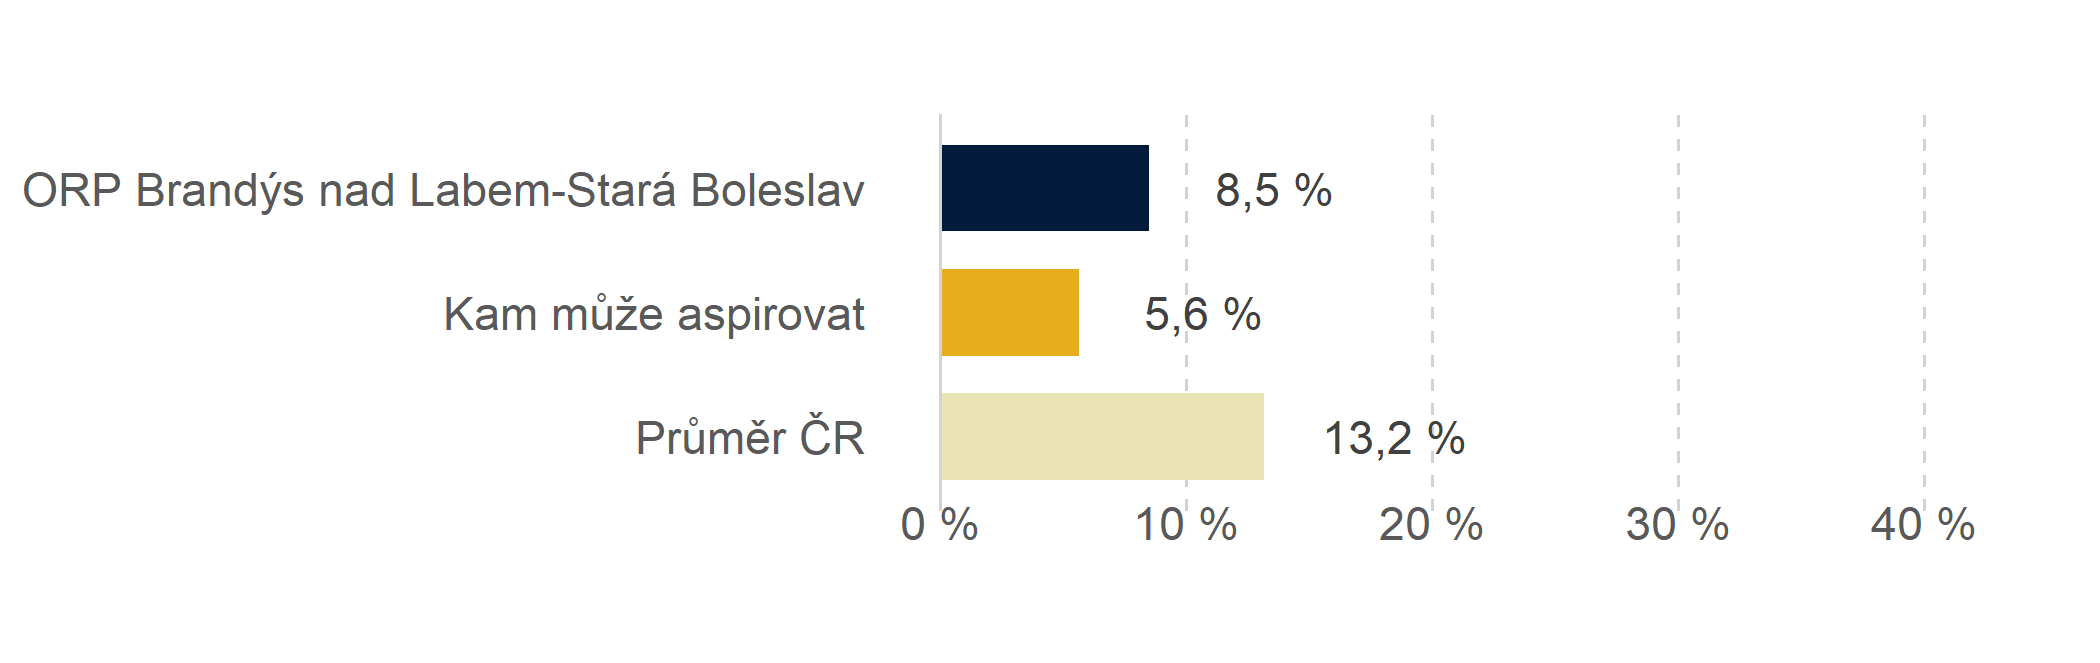 ORP Brandýs nad Labem-Stará Boleslav
8,5 %
Kam může aspirovat
5,6 %
Průměr ČR
13,2 %
0 % 10 % 20 % 30 % 40 %